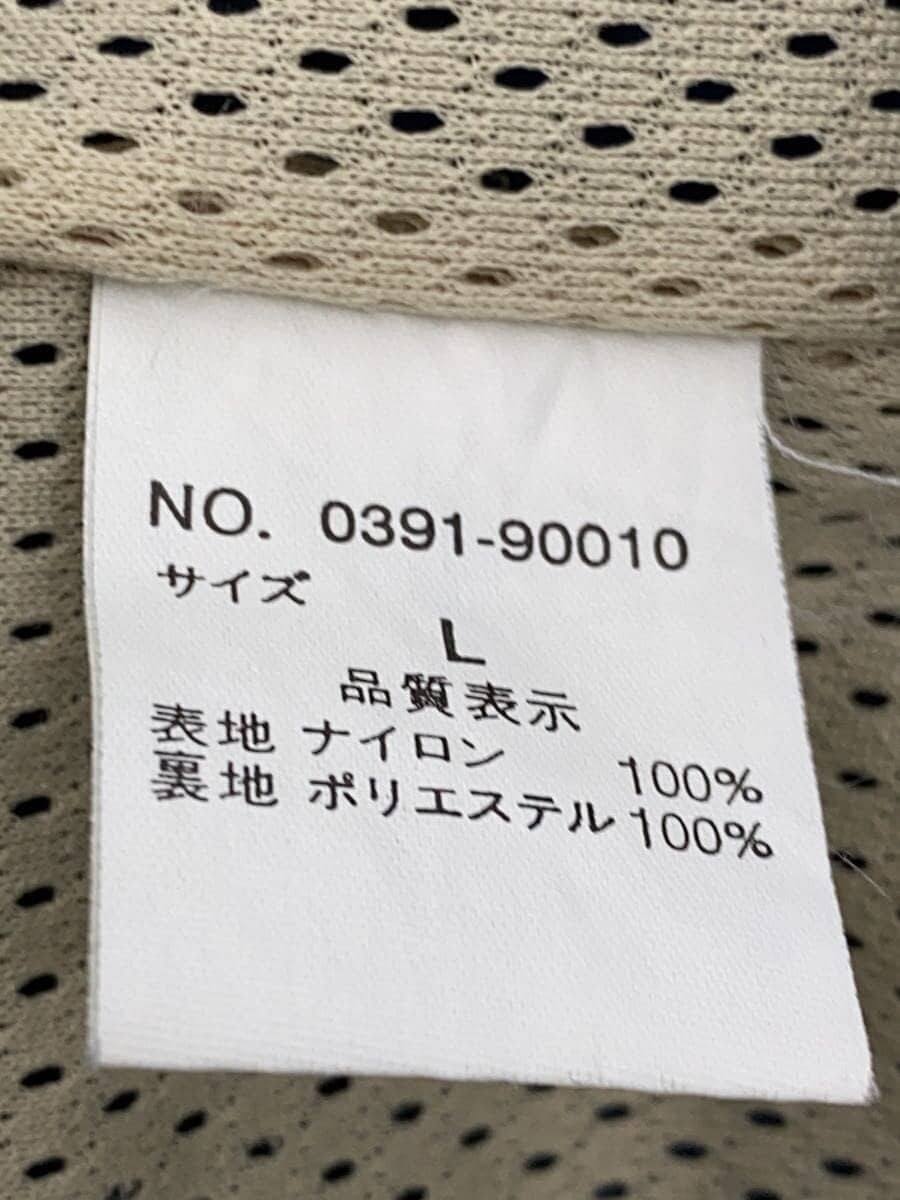 NO. 0391-90010
サイズ
L
品質表示
表地 ナイロン 100%
裏地 ポリエステル 100%